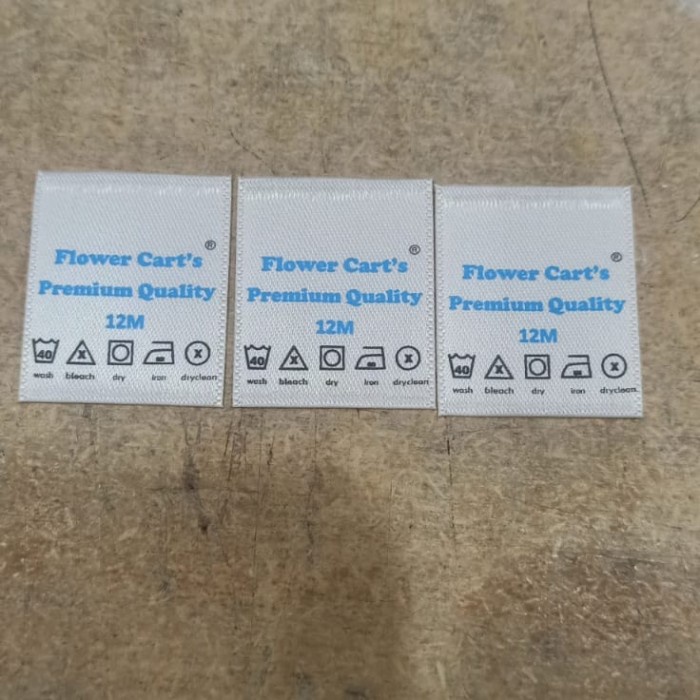 ®
Flower Cart's
Premium Quality
12M
40 X X
wash bleach dry iron dryclean
®
Flower Cart's
Premium Quality
12M
40 X X
wash bleach dry iron dryclean
®
Flower Cart's
Premium Quality
12M
40 X X
wash bleach dry iron dryclean